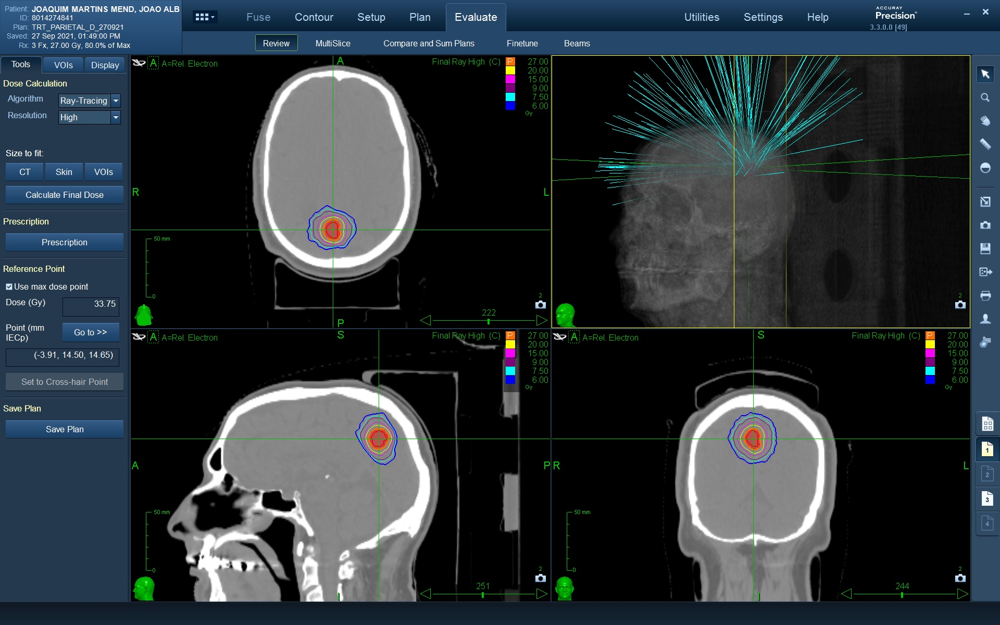 Patient: JOAQUIM MARTINS MEND, JOAO ALB
ID: 8014274841
Plan: TRT_PARIETAL_D_270921
Saved: 27 Sep 2021, 01:49:00 PM
Rx: 3 Fx, 27.00 Gy, 80.0% of Max
Fuse Contour Setup Plan Evaluate Utilities Settings Help
ACCURAY
Precision®
3.3.0.0 [49]
Review MultiSlice Compare and Sum Plans Finetune Beams
Tools VOIs Display
Dose Calculation
Algorithm Ray-Tracing
Resolution High
Size to fit:
CT Skin VOIs
Calculate Final Dose
Prescription
Prescription
Reference Point
Use max dose point
Dose (Gy) 33.75
Point (mm
IECp)
Go to >>
(-3.91, 14.50, 14.65)
Set to Cross-hair Point
Save Plan
Save Plan
A A=Rel. Electron
A
Final Ray High (C)
P 27.00
20.00
15.00
9.00
7.50
6.00
Gy
R
L
50 mm
0
P
2
222
2
A A=Rel. Electron
S
Final Ray High (C)
P 27.00
20.00
15.00
9.00
7.50
6.00
Gy
A
P
50 mm
0
2
251
A A=Rel. Electron
S
Final Ray High (C)
P 27.00
20.00
15.00
9.00
7.50
6.00
Gy
R
L
50 mm
0
2
244
1
2
3
4